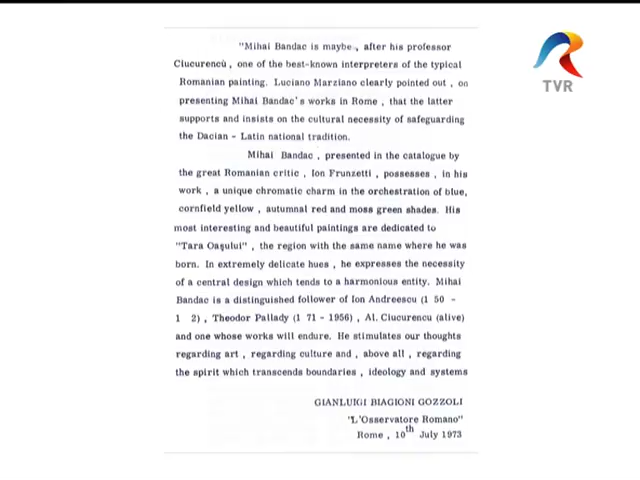 "Mihai Bandac is maybe , after his professor
Ciucurencu , one of the best-known interpreters of the typical
Romanian painting. Luciano Marziano clearly pointed out , on
presenting Mihai Bandac's works in Rome , that the latter
supports and insists on the cultural necessity of safeguarding
the Dacian - Latin national tradition.
Mihai Bandac , presented in the catalogue by
the great Romanian critic , Ion Frunzetti , possesses , in his
work , a unique chromatic charm in the orchestration of blue,
cornfield yellow , autumnal red and moss green shades. His
most interesting and beautiful paintings are dedicated to
"Tara Oaşului" , the region with the same name where he was
born. In extremely delicate hues , he expresses the necessity
of a central design which tends to a harmonious entity. Mihai
Bandac is a distinguished follower of Ion Andreescu (1 50 -
1 2) , Theodor Pallady (1 71 - 1956) , Al. Ciucurencu (alive)
and one whose works will endure. He stimulates our thoughts
regarding art , regarding culture and , above all , regarding
the spirit which transcends boundaries , ideology and systems
GIANLUIGI BIAGIONI GOZZOLI
"L'Osservatore Romano"
Rome , 10th July 1973
TVR